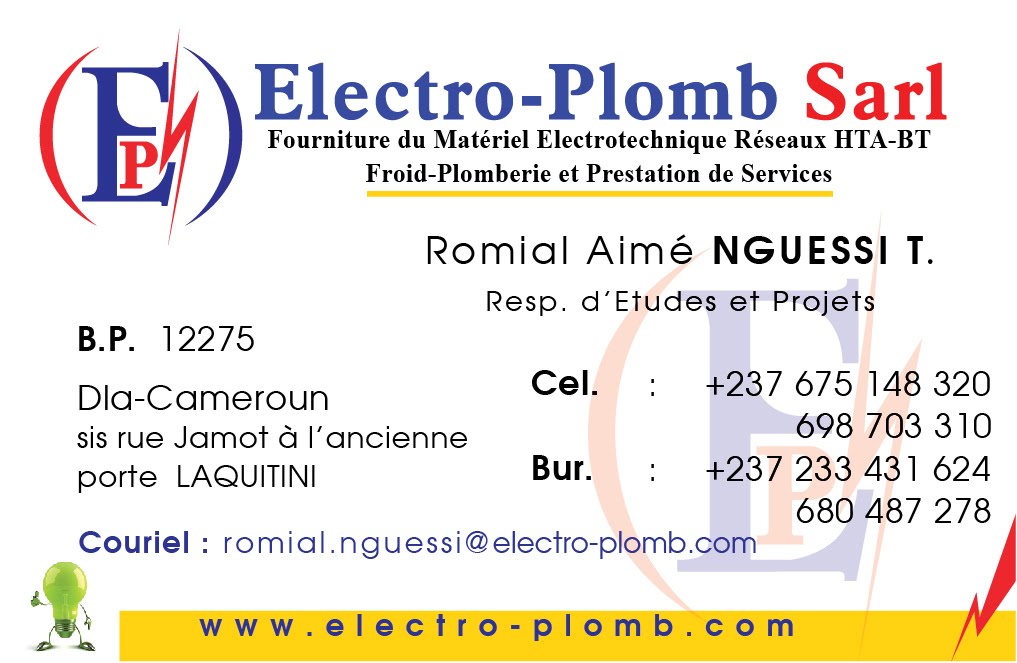 EP
Electro-Plomb Sarl
Fourniture du Matériel Electrotechnique Réseaux HTA-BT
Froid-Plomberie et Prestation de Services
Romial Aimé NGUESSI T.
Resp. d'Etudes et Projets
B.P. 12275
Dla-Cameroun
sis rue Jamot à l'ancienne
porte LAQUITINI
Cel. : +237 675 148 320
698 703 310
Bur. : +237 233 431 624
680 487 278
EP
Couriel : romial.nguessi@electro-plomb.com
www.electro-plomb.com